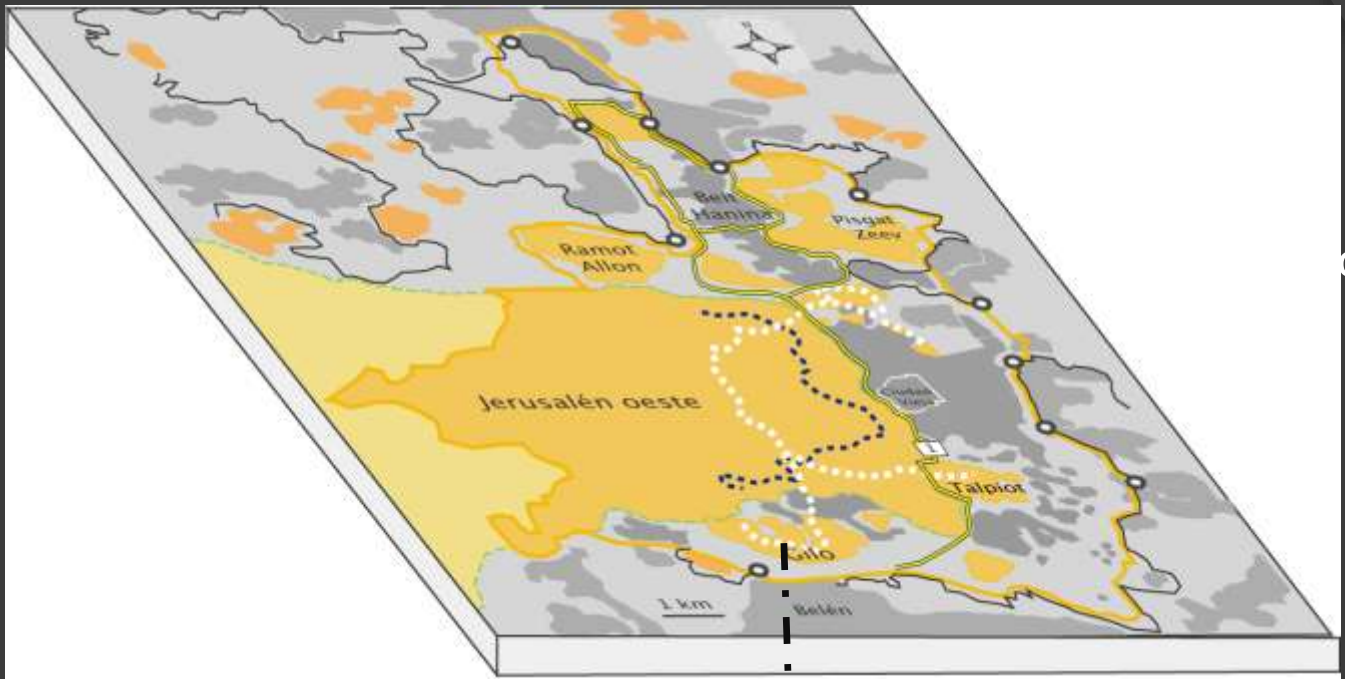 Beit
Hanina
Pisgat
Zeev
Ramot
Allon
Jerusalén oeste
Ciudad
Vieja
Talpiot
Gilo
1 km
Belén